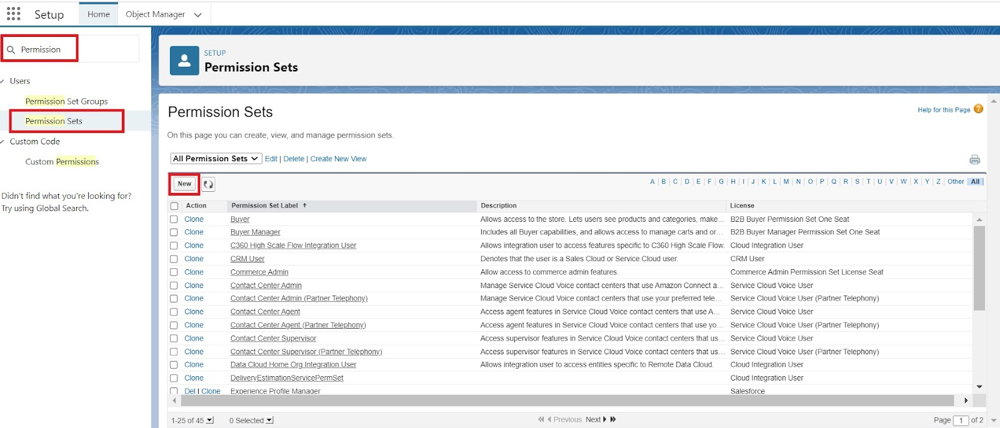 Setup Home Object Manager
Permission
Users
Permission Set Groups
Permission Sets
Custom Code
Custom Permissions
Didn't find what you're looking for?
Try using Global Search.
SETUP
Permission Sets
Permission Sets
Help for this Page ?
On this page you can create, view, and manage permission sets.
All Permission Sets Edit | Delete | Create New View
New
A | B | C | D | E | F | G | H | I | J | K | L | M | N | O | P | Q | R | S | T | U | V | W | X | Y | Z | Other | All
Action Permission Set Label Description License
Clone Buyer Allows access to the store. Lets users see products and categories, make... B2B Buyer Permission Set One Seat
Clone Buyer Manager Includes all Buyer capabilities, and allows access to manage carts and or... B2B Buyer Manager Permission Set One Seat
Clone C360 High Scale Flow Integration User Allows integration user to access features specific to C360 High Scale Flow. Cloud Integration User
Clone CRM User Denotes that the user is a Sales Cloud or Service Cloud user. CRM User
Clone Commerce Admin Allow access to commerce admin features. Commerce Admin Permission Set License Seat
Clone Contact Center Admin Manage Service Cloud Voice contact centers that use Amazon Connect a... Service Cloud Voice User
Clone Contact Center Admin (Partner Telephony) Manage Service Cloud Voice contact centers that use your preferred tele... Service Cloud Voice User (Partner Telephony)
Clone Contact Center Agent Access agent features in Service Cloud Voice contact centers that use A... Service Cloud Voice User
Clone Contact Center Agent (Partner Telephony) Access agent features in Service Cloud Voice contact centers that use yo... Service Cloud Voice User (Partner Telephony)
Clone Contact Center Supervisor Access supervisor features in Service Cloud Voice contact centers that us... Service Cloud Voice User
Clone Contact Center Supervisor (Partner Telephony) Access supervisor features in Service Cloud Voice contact centers that us... Service Cloud Voice User (Partner Telephony)
Clone Data Cloud Home Org Integration User Allows integration user to access entities specific to Remote Data Cloud. Cloud Integration User
Clone DeliveryEstimationServicePermSet Cloud Integration User
Del | Clone Experience Profile Manager Salesforce
1-25 of 45 0 Selected Previous Next Page 1 of 2